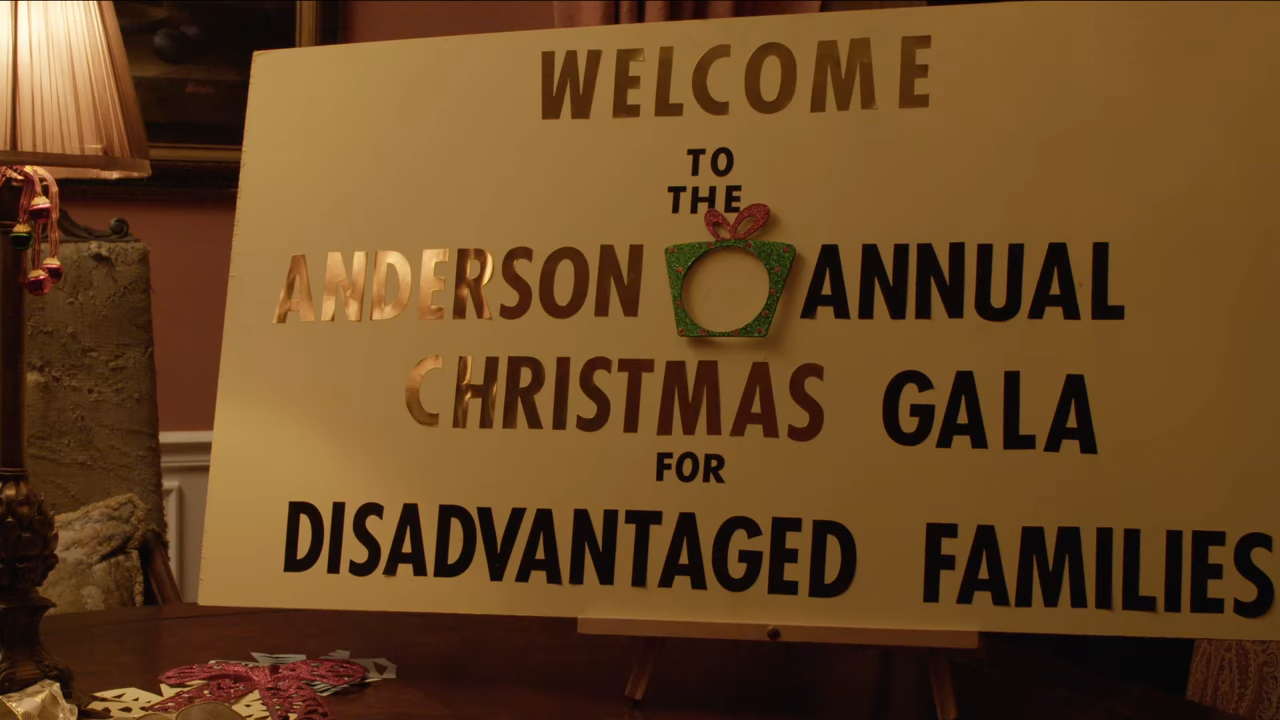 WELCOME
TO
THE
ANDERSON ANNUAL
CHRISTMAS GALA
FOR
DISADVANTAGED FAMILIES